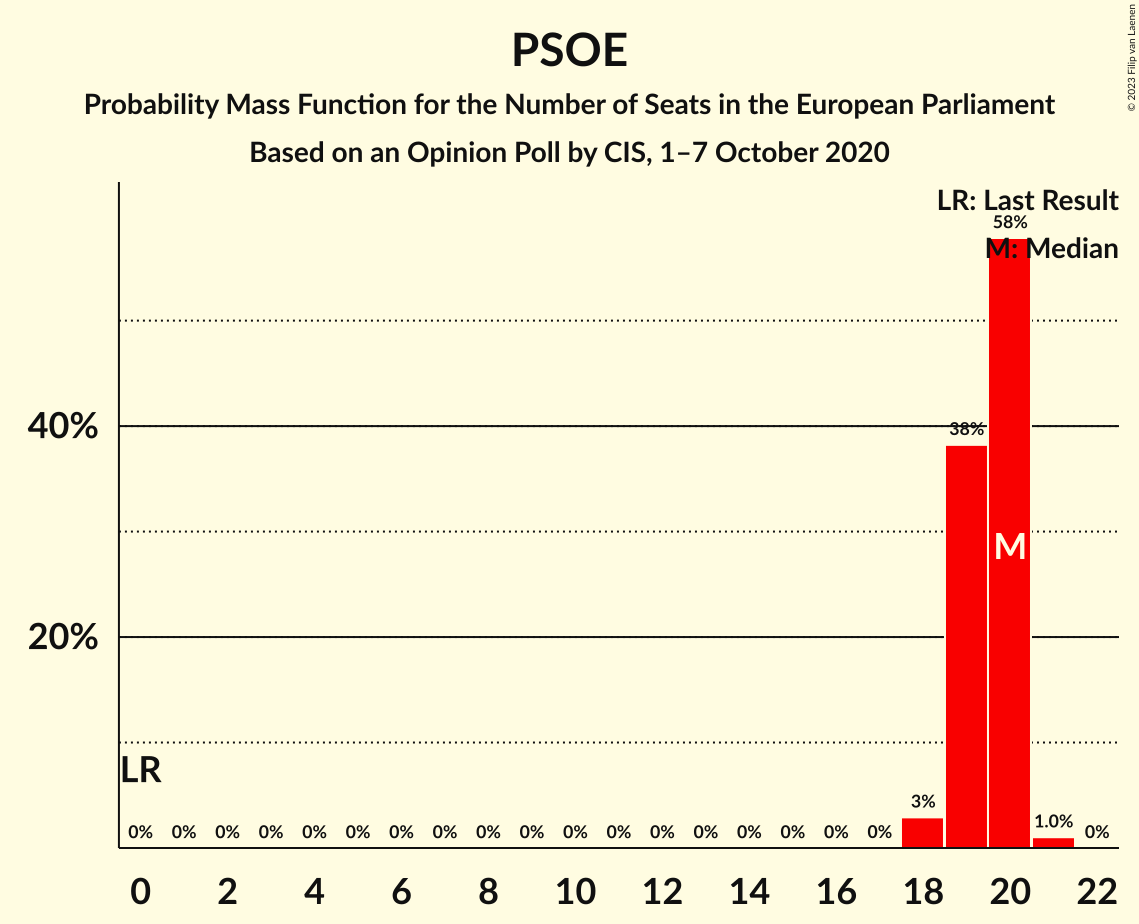 PSOE
Probability Mass Function for the Number of Seats in the European Parliament
Based on an Opinion Poll by CIS, 1–7 October 2020
© 2023 Filip van Laenen
LR: Last Result
58%
M: Median
40%
38%
M
20%
LR
3%
1.0%
0% 0% 0% 0% 0% 0% 0% 0% 0% 0% 0% 0% 0% 0% 0% 0% 0% 0% 0%
0 2 4 6 8 10 12 14 16 18 20 22